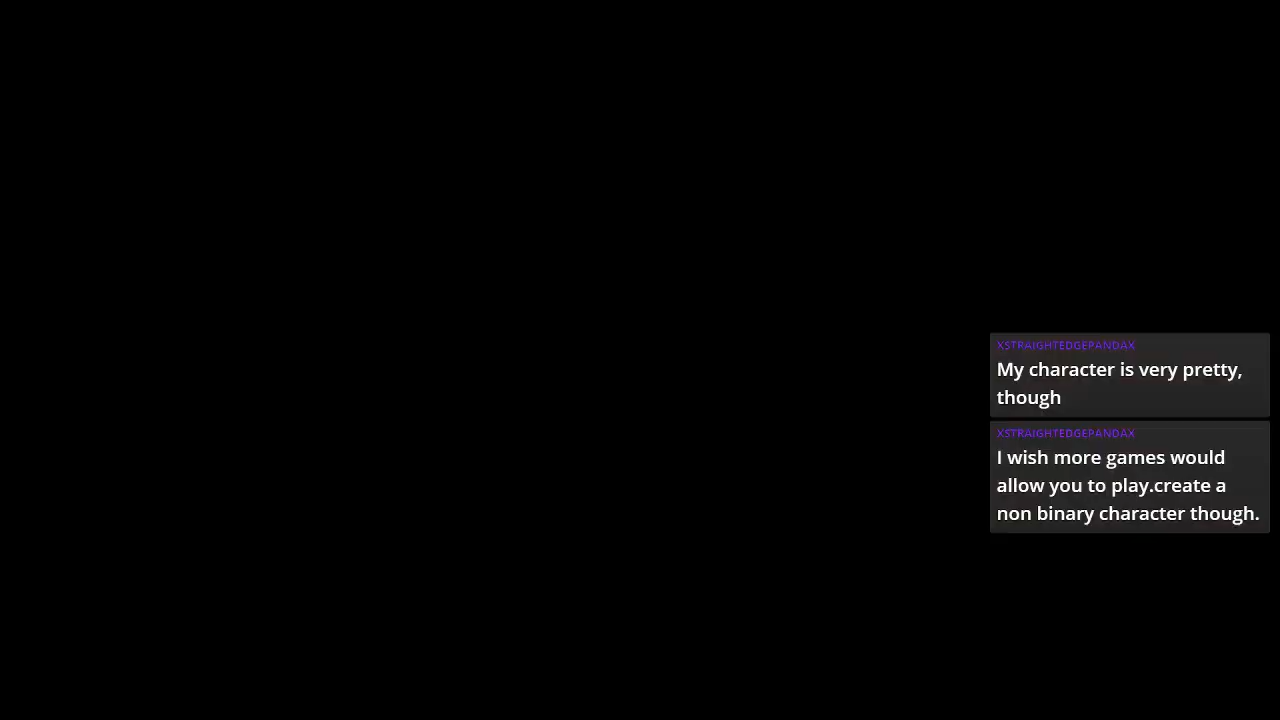 XSTRAIGHTEDGEPANDAX
My character is very pretty,
though
XSTRAIGHTEDGEPANDAX
I wish more games would
allow you to play.create a
non binary character though.